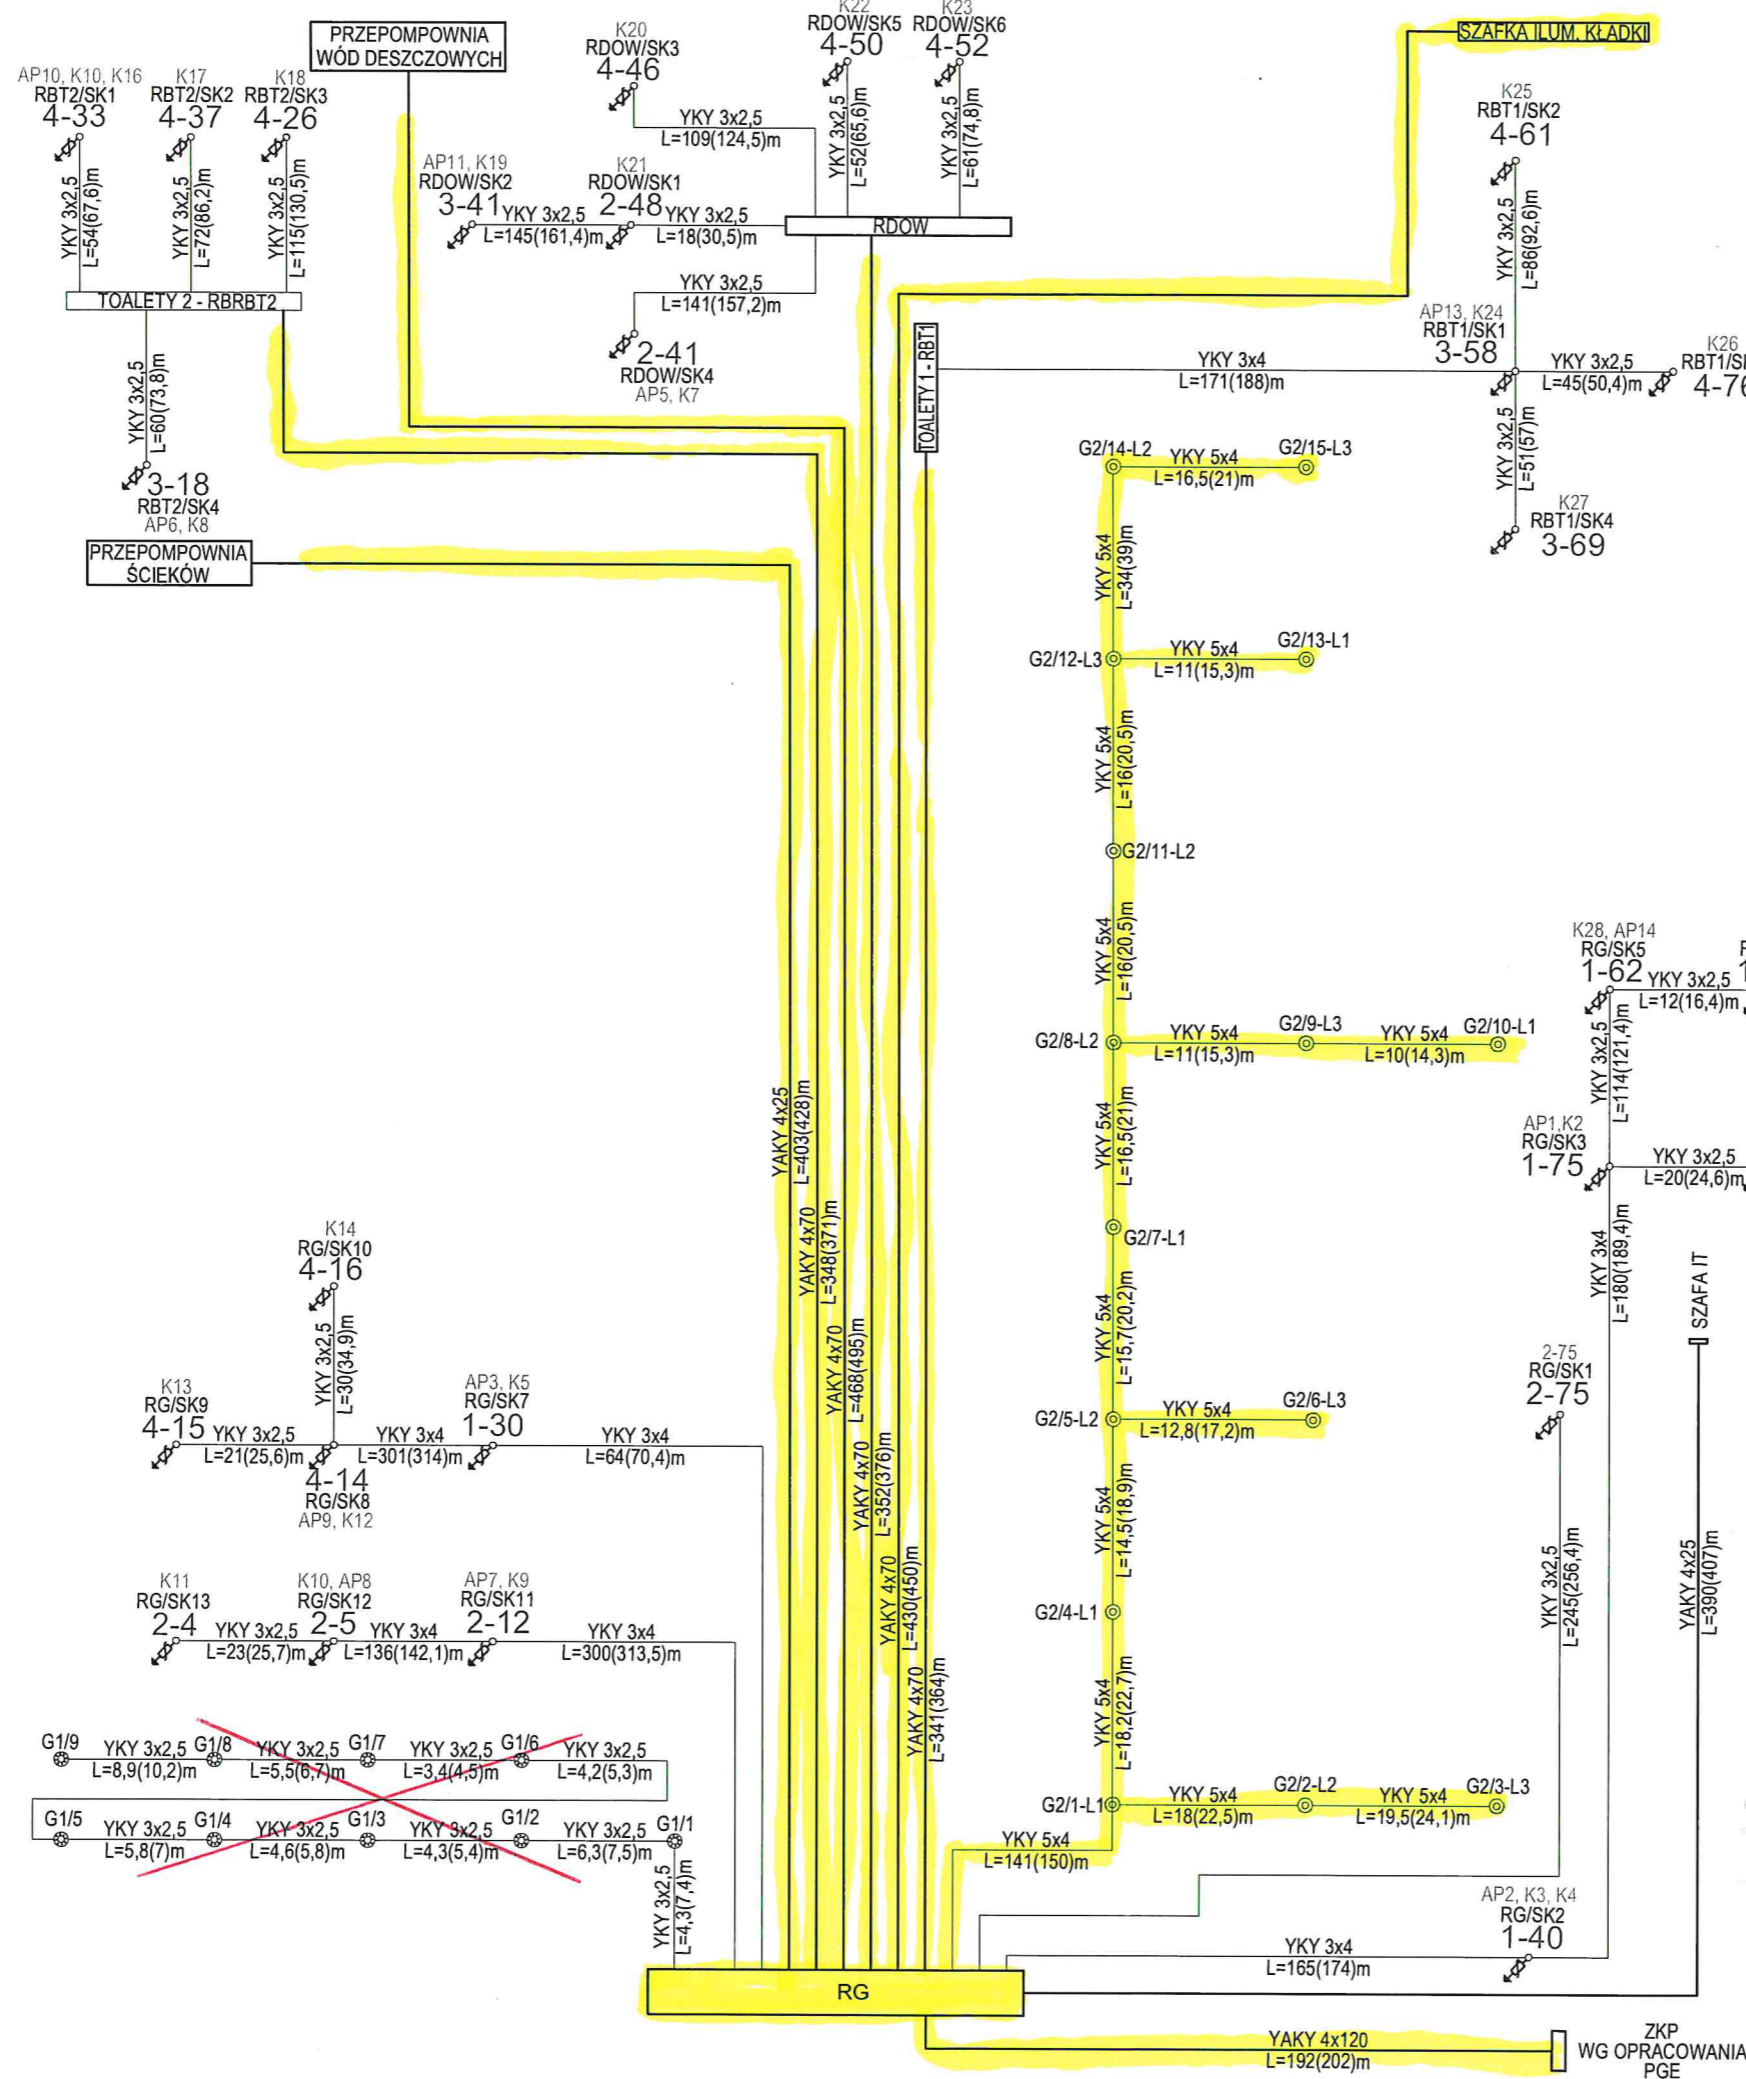 PRZEPOMPOWNIA
WÓD DESZCZOWYCH
K20
RDOW/SK3
4-46
K22
RDOW/SK5
4-50
K23
RDOW/SK6
4-52
SZAFKA ILUM. KŁADKI
AP10, K10, K16
RBT2/SK1
4-33
K17
RBT2/SK2
4-37
K18
RBT2/SK3
4-26
YKY 3x2,5
L=54(67,6)m
YKY 3x2,5
L=72(86,2)m
YKY 3x2,5
L=115(130,5)m
YKY 3x2,5
L=109(124,5)m
YKY 3x2,5
L=52(65,6)m
YKY 3x2,5
L=61(74,8)m
K25
RBT1/SK2
4-61
AP11, K19
RDOW/SK2
3-41
YKY 3x2,5
L=145(161,4)m
K21
RDOW/SK1
2-48
YKY 3x2,5
L=18(30,5)m
RDOW
YKY 3x2,5
L=86(92,6)m
TOALETY 2 - RBRBT2
YKY 3x2,5
L=141(157,2)m
2-41
RDOW/SK4
AP5, K7
TOALETY 1 - RBT1
YKY 3x4
L=171(188)m
AP13, K24
RBT1/SK1
3-58
YKY 3x2,5
L=45(50,4)m
K26
RBT1/S
4-76
YKY 3x2,5
L=60(73,8)m
3-18
RBT2/SK4
AP6, K8
YKY 3x2,5
L=51(57)m
K27
RBT1/SK4
3-69
PRZEPOMPOWNIA
ŚCIEKÓW
G2/14-L2
YKY 5x4
L=16,5(21)m
G2/15-L3
YKY 5x4
L=34(39)m
G2/12-L3
YKY 5x4
L=11(15,3)m
G2/13-L1
YKY 5x4
L=16(20,5)m
G2/11-L2
YKY 5x4
L=16(20,5)m
G2/8-L2
YKY 5x4
L=11(15,3)m
G2/9-L3
YKY 5x4
L=10(14,3)m
G2/10-L1
K28, AP14
RG/SK5
1-62
YKY 3x2,5
L=12(16,4)m
YKY 3x2,5
L=114(121,4)m
AP1,K2
RG/SK3
1-75
YKY 3x2,5
L=20(24,6)m
YKY 5x4
L=16,5(21)m
G2/7-L1
YAKY 4x25
L=403(428)m
YAKY 4x70
L=348(371)m
YAKY 4x70
L=468(495)m
YAKY 4x70
L=352(376)m
YAKY 4x70
L=430(450)m
YAKY 4x70
L=341(364)m
YKY 5x4
L=15,7(20,2)m
YKY 3x4
L=180(189,4)m
SZAFA IT
K14
RG/SK10
4-16
YKY 3x2,5
L=30(34,9)m
K13
RG/SK9
4-15
YKY 3x2,5
L=21(25,6)m
4-14
RG/SK8
AP9, K12
YKY 3x4
L=301(314)m
AP3, K5
RG/SK7
1-30
YKY 3x4
L=64(70,4)m
G2/5-L2
YKY 5x4
L=12,8(17,2)m
G2/6-L3
2-75
RG/SK1
2-75
YKY 5x4
L=14,5(18,9)m
G2/4-L1
YKY 3x2,5
L=245(256,4)m
YAKY 4x25
L=390(407)m
K11
RG/SK13
2-4
YKY 3x2,5
L=23(25,7)m
K10, AP8
RG/SK12
2-5
YKY 3x4
L=136(142,1)m
AP7, K9
RG/SK11
2-12
YKY 3x4
L=300(313,5)m
YKY 5x4
L=18,2(22,7)m
G1/9
YKY 3x2,5
L=8,9(10,2)m
G1/8
YKY 3x2,5
L=5,5(6,7)m
G1/7
YKY 3x2,5
L=3,4(4,5)m
G1/6
YKY 3x2,5
L=4,2(5,3)m
G1/5
YKY 3x2,5
L=5,8(7)m
G1/4
YKY 3x2,5
L=4,6(5,8)m
G1/3
YKY 3x2,5
L=4,3(5,4)m
G1/2
YKY 3x2,5
L=6,3(7,5)m
G1/1
YKY 3x2,5
L=4,3(7,4)m
G2/1-L1
YKY 5x4
L=18(22,5)m
G2/2-L2
YKY 5x4
L=19,5(24,1)m
G2/3-L3
YKY 5x4
L=141(150)m
AP2, K3, K4
RG/SK2
1-40
YKY 3x4
L=165(174)m
RG
YAKY 4x120
L=192(202)m
ZKP
WG OPRACOWANIA
PGE